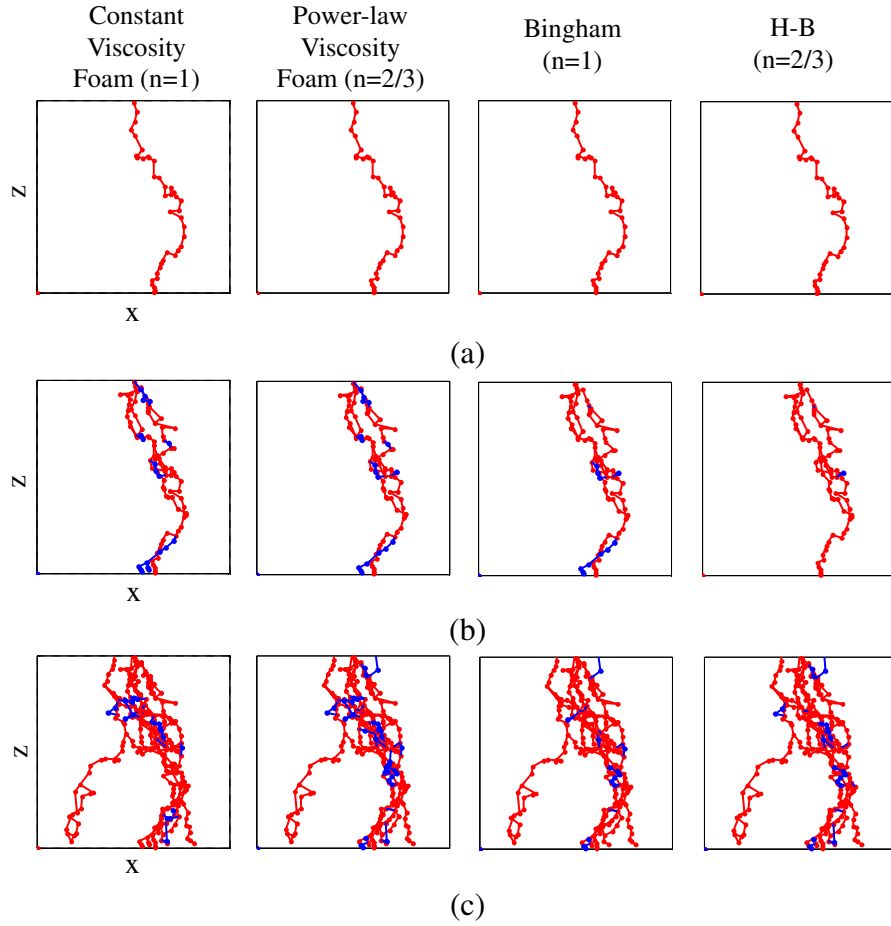 Constant
Viscosity
Foam (n=1)
Power-law
Viscosity
Foam (n=2/3)
Bingham
(n=1)
H-B
(n=2/3)
z
x
(a)
z
x
(b)
z
x
(c)